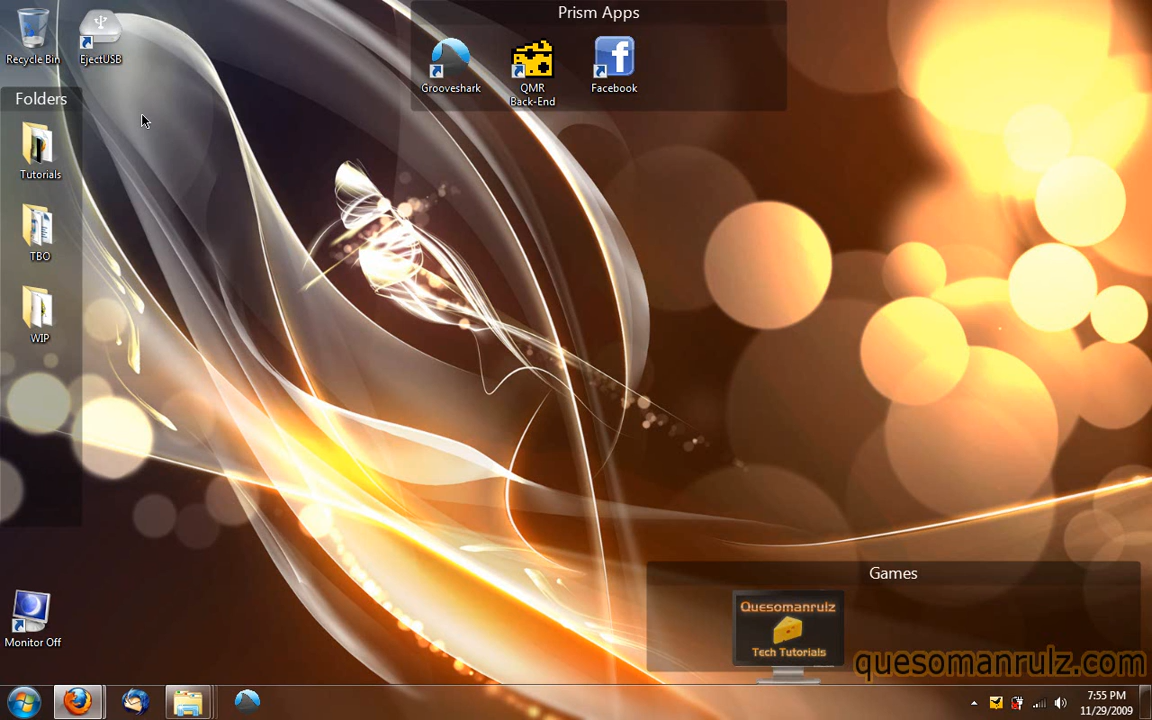 Recycle Bin
EjectUSB
Folders
Tutorials
TBO
WIP
Monitor Off
Prism Apps
Grooveshark
QMR
Back-End
Facebook
Games
Quesomanrulz
Tech Tutorials
quesomanrulz.com
7:55 PM
11/29/2009